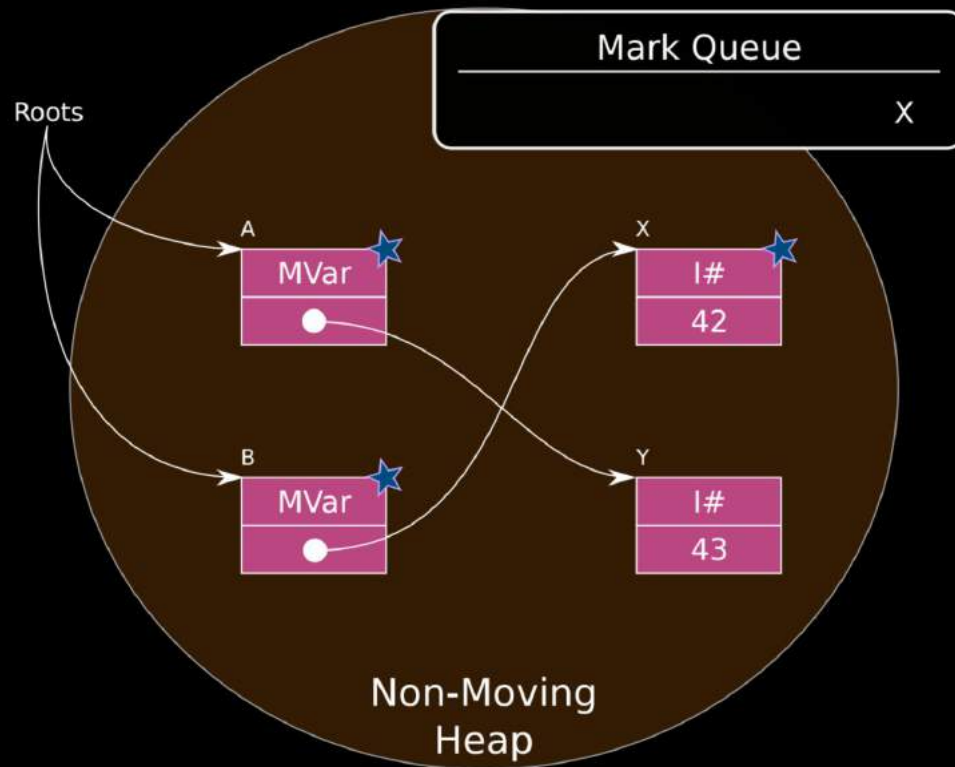 Mark Queue
X
Roots
A
MVar
X
I#
42
B
MVar
Y
I#
43
Non-Moving
Heap